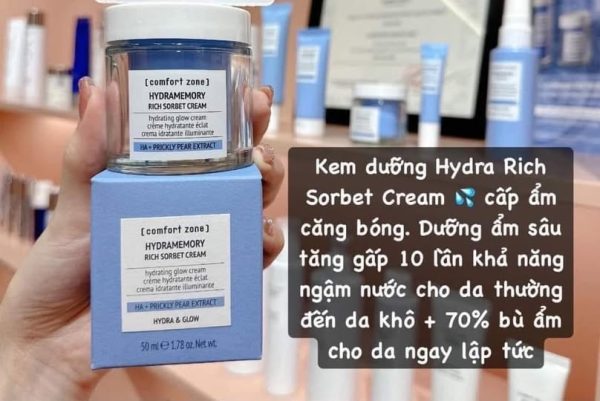 [ comfort zone ]
HYDRAMEMORY
RICH SORBET CREAM
hydrating glow cream
crème hydratante éclat
crema idratante illuminante
HA + PRICKLY PEAR EXTRACT
[ comfort zone ]
HYDRAMEMORY
RICH SORBET CREAM
hydrating glow cream
crème hydratante éclat
crema idratante illuminante
HA + PRICKLY PEAR EXTRACT
HYDRA & GLOW
50 ml ℮ 1.78 oz. Net wt.
Kem dưỡng Hydra Rich
Sorbet Cream 💦 cấp ẩm
căng bóng. Dưỡng ẩm sâu
tăng gấp 10 lần khả năng
ngậm nước cho da thường
đến da khô + 70% bù ẩm
cho da ngay lập tức